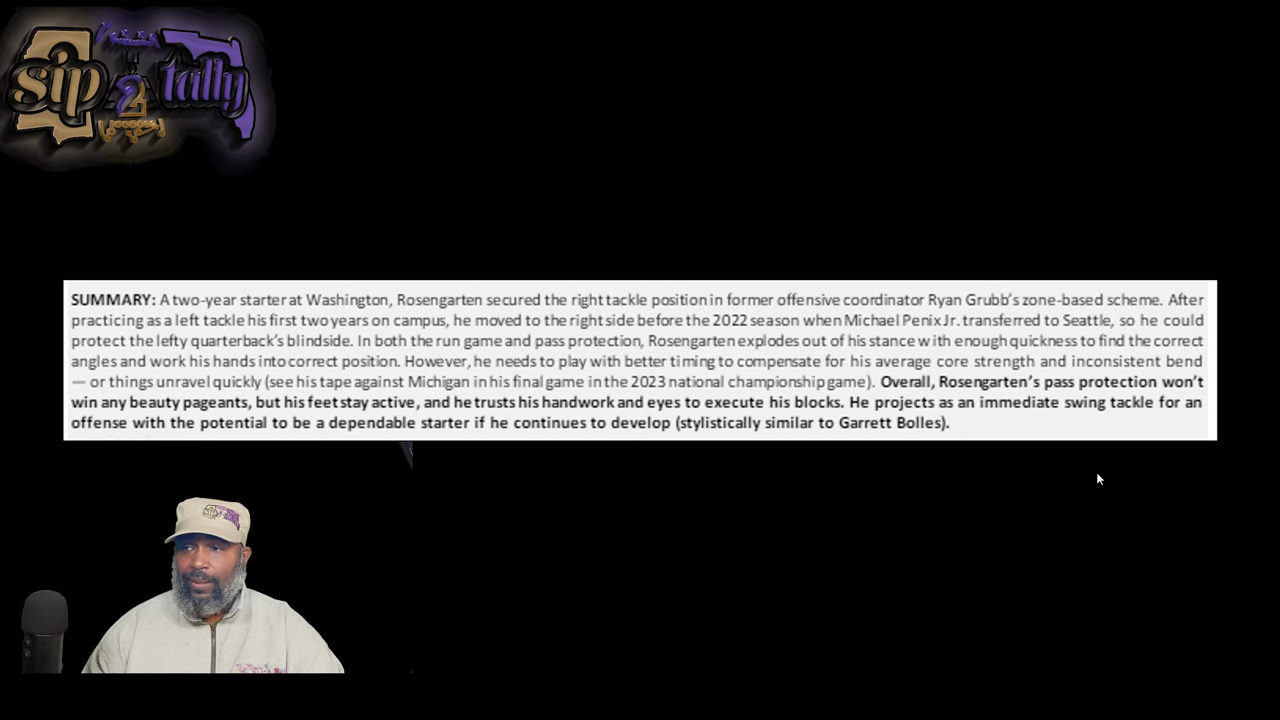 sip 2 tally
SUMMARY: A two-year starter at Washington, Rosengarten secured the right tackle position in former offensive coordinator Ryan Grubb's zone-based scheme. After
practicing as a left tackle his first two years on campus, he moved to the right side before the 2022 season when Michael Penix Jr. transferred to Seattle, so he could
protect the lefty quarterback's blindside. In both the run game and pass protection, Rosengarten explodes out of his stance with enough quickness to find the correct
angles and work his hands into correct position. However, he needs to play with better timing to compensate for his average core strength and inconsistent bend
— or things unravel quickly (see his tape against Michigan in his final game in the 2023 national championship game). Overall, Rosengarten's pass protection won't
win any beauty pageants, but his feet stay active, and he trusts his handwork and eyes to execute his blocks. He projects as an immediate swing tackle for an
offense with the potential to be a dependable starter if he continues to develop (stylistically similar to Garrett Bolles).